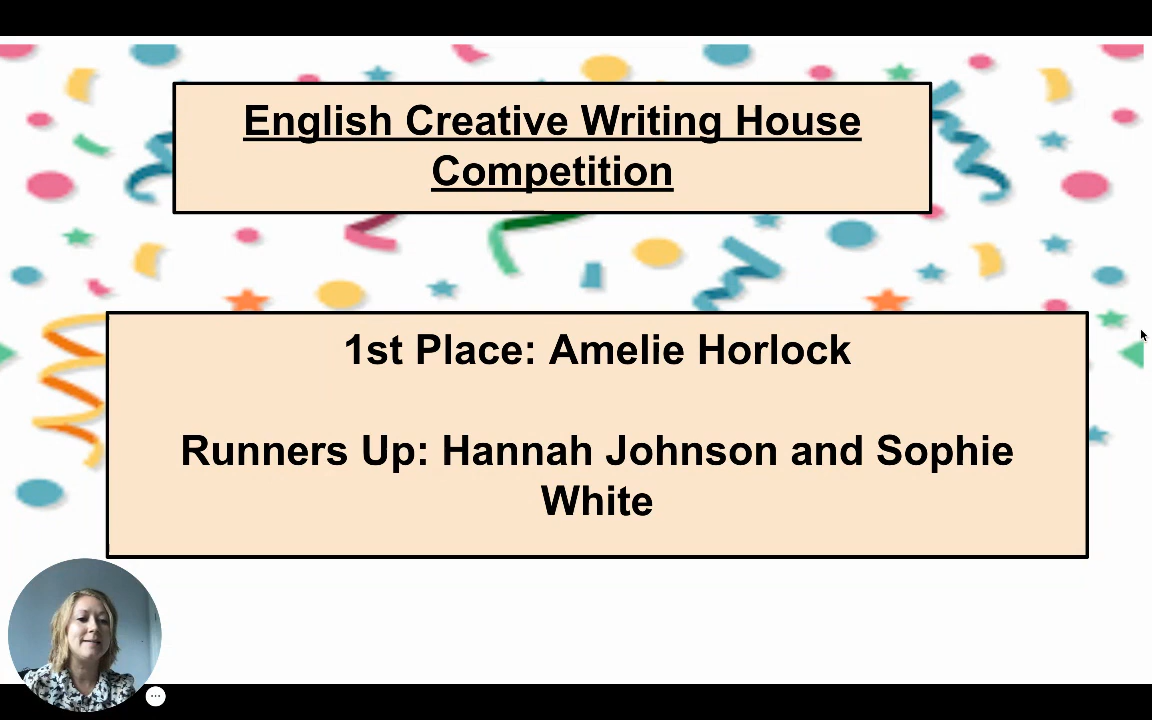 English Creative Writing House
Competition
1st Place: Amelie Horlock
Runners Up: Hannah Johnson and Sophie
White